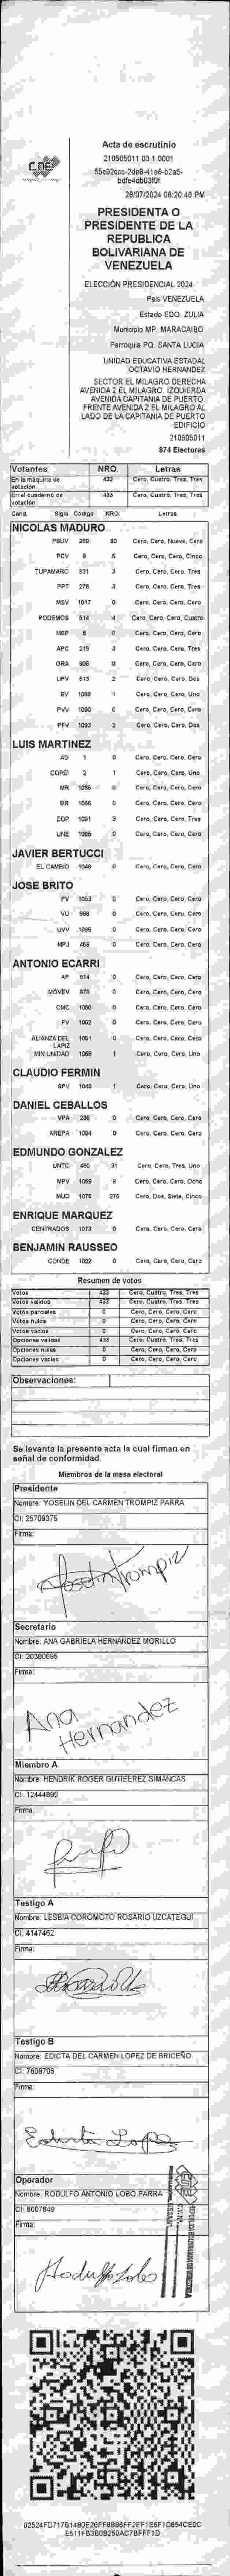 CNE
Acta de escrutinio
210505011.03.1.0001
55c92ccc-2de8-41e6-b2a5-
bdfe4db03f0f
28/07/2024 06:20:46 PM
PRESIDENTA O
PRESIDENTE DE LA
REPUBLICA
BOLIVARIANA DE
VENEZUELA
ELECCIÓN PRESIDENCIAL 2024
País VENEZUELA
Estado EDO. ZULIA
Municipio MP. MARACAIBO
Parroquia PQ. SANTA LUCIA
UNIDAD EDUCATIVA ESTADAL
OCTAVIO HERNANDEZ
SECTOR EL MILAGRO DERECHA
AVENIDA 2 EL MILAGRO. IZQUIERDA
AVENIDA CAPITANIA DE PUERTO.
FRENTE AVENIDA 2 EL MILAGRO AL
LADO DE LA CAPITANIA DE PUERTO
EDIFICIO
210505011
874 Electores
Votantes NRO. Letras
En la máquina de votación 433 Cero, Cuatro, Tres, Tres
En el cuaderno de votación 433 Cero, Cuatro, Tres, Tres
Cand. Sigla Código NRO. Letras
NICOLAS MADURO
PSUV 269 90 Cero, Cero, Nueve, Cero
PCV 9 5 Cero, Cero, Cero, Cinco
TUPAMARO 931 3 Cero, Cero, Cero, Tres
PPT 276 3 Cero, Cero, Cero, Tres
MSV 1017 0 Cero, Cero, Cero, Cero
PODEMOS 514 4 Cero, Cero, Cero, Cuatro
MEP 6 0 Cero, Cero, Cero, Cero
APC 219 3 Cero, Cero, Cero, Tres
ORA 906 0 Cero, Cero, Cero, Cero
UPV 513 2 Cero, Cero, Cero, Dos
EV 1089 1 Cero, Cero, Cero, Uno
PVV 1090 0 Cero, Cero, Cero, Cero
PFV 1093 2 Cero, Cero, Cero, Dos
LUIS MARTINEZ
AD 1 0 Cero, Cero, Cero, Cero
COPEI 2 1 Cero, Cero, Cero, Uno
MR 1086 0 Cero, Cero, Cero, Cero
BR 1066 0 Cero, Cero, Cero, Cero
DDP 1091 3 Cero, Cero, Cero, Tres
UNE 1095 0 Cero, Cero, Cero, Cero
JAVIER BERTUCCI
EL CAMBIO 1048 0 Cero, Cero, Cero, Cero
JOSE BRITO
PV 1053 0 Cero, Cero, Cero, Cero
VU 868 0 Cero, Cero, Cero, Cero
UVV 1096 0 Cero, Cero, Cero, Cero
MPJ 458 0 Cero, Cero, Cero, Cero
ANTONIO ECARRI
AP 814 0 Cero, Cero, Cero, Cero
MOVEV 878 0 Cero, Cero, Cero, Cero
CMC 1050 0 Cero, Cero, Cero, Cero
FV 1062 0 Cero, Cero, Cero, Cero
ALIANZA DEL LAPIZ 1051 0 Cero, Cero, Cero, Cero
MIN UNIDAD 1058 1 Cero, Cero, Cero, Uno
CLAUDIO FERMIN
SPV 1049 1 Cero, Cero, Cero, Uno
DANIEL CEBALLOS
VPA 236 0 Cero, Cero, Cero, Cero
AREPA 1094 0 Cero, Cero, Cero, Cero
EDMUNDO GONZALEZ
UNTC 460 31 Cero, Cero, Tres, Uno
MPV 1069 8 Cero, Cero, Cero, Ocho
MUD 1075 275 Cero, Dos, Siete, Cinco
ENRIQUE MARQUEZ
CENTRADOS 1073 0 Cero, Cero, Cero, Cero
BENJAMIN RAUSSEO
CONDE 1092 0 Cero, Cero, Cero, Cero
Resumen de votos
Votos 433 Cero, Cuatro, Tres, Tres
Votos válidos 433 Cero, Cuatro, Tres, Tres
Votos parciales 0 Cero, Cero, Cero, Cero
Votos nulos 0 Cero, Cero, Cero, Cero
Votos vacíos 0 Cero, Cero, Cero, Cero
Opciones válidas 433 Cero, Cuatro, Tres, Tres
Opciones nulas 0 Cero, Cero, Cero, Cero
Opciones vacías 0 Cero, Cero, Cero, Cero
Observaciones:
Se levanta la presente acta la cual firman en
señal de conformidad.
Miembros de la mesa electoral
Presidente
Nombre: YOSELIN DEL CARMEN TROMPIZ PARRA
CI: 25709375
Firma:
Yoselin Trompiz
Secretario
Nombre: ANA GABRIELA HERNANDEZ MORILLO
CI: 20380895
Firma:
Ana
Hernandez
Miembro A
Nombre: HENDRIK ROGER GUTIEEREZ SIMANCAS
CI: 12444899
Firma:
Testigo A
Nombre: LESBIA COROMOTO ROSARIO UZCATEGUI
CI: 4147462
Firma:
Testigo B
Nombre: EDICTA DEL CARMEN LOPEZ DE BRICEÑO
CI: 7608706
Firma:
Edicta Lopez
Operador
Nombre: RODULFO ANTONIO LOBO PARRA
CI: 8007849
Firma:
Rodulfo Lobo
CNE
REPÚBLICA BOLIVARIANA DE VENEZUELA
02524FD71761480E26FF8886FF2EF1E6F1D854CE0C
E511FB3B0B250AC7BFFF1D